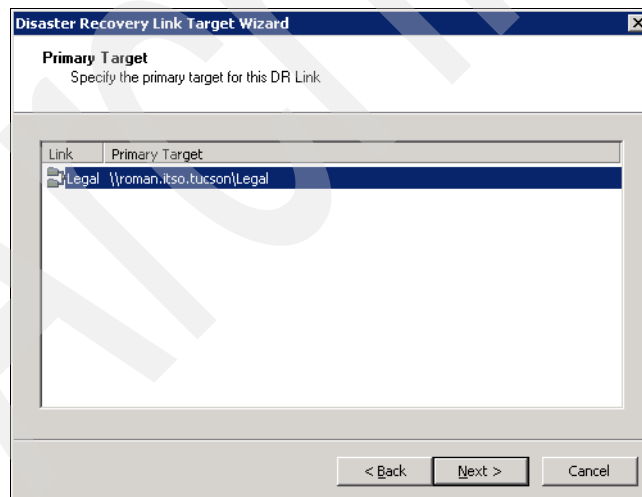 Disaster Recovery Link Target Wizard
Primary Target
Specify the primary target for this DR Link
Link Primary Target
Legal \\roman.itso.tucson\Legal
< Back Next > Cancel